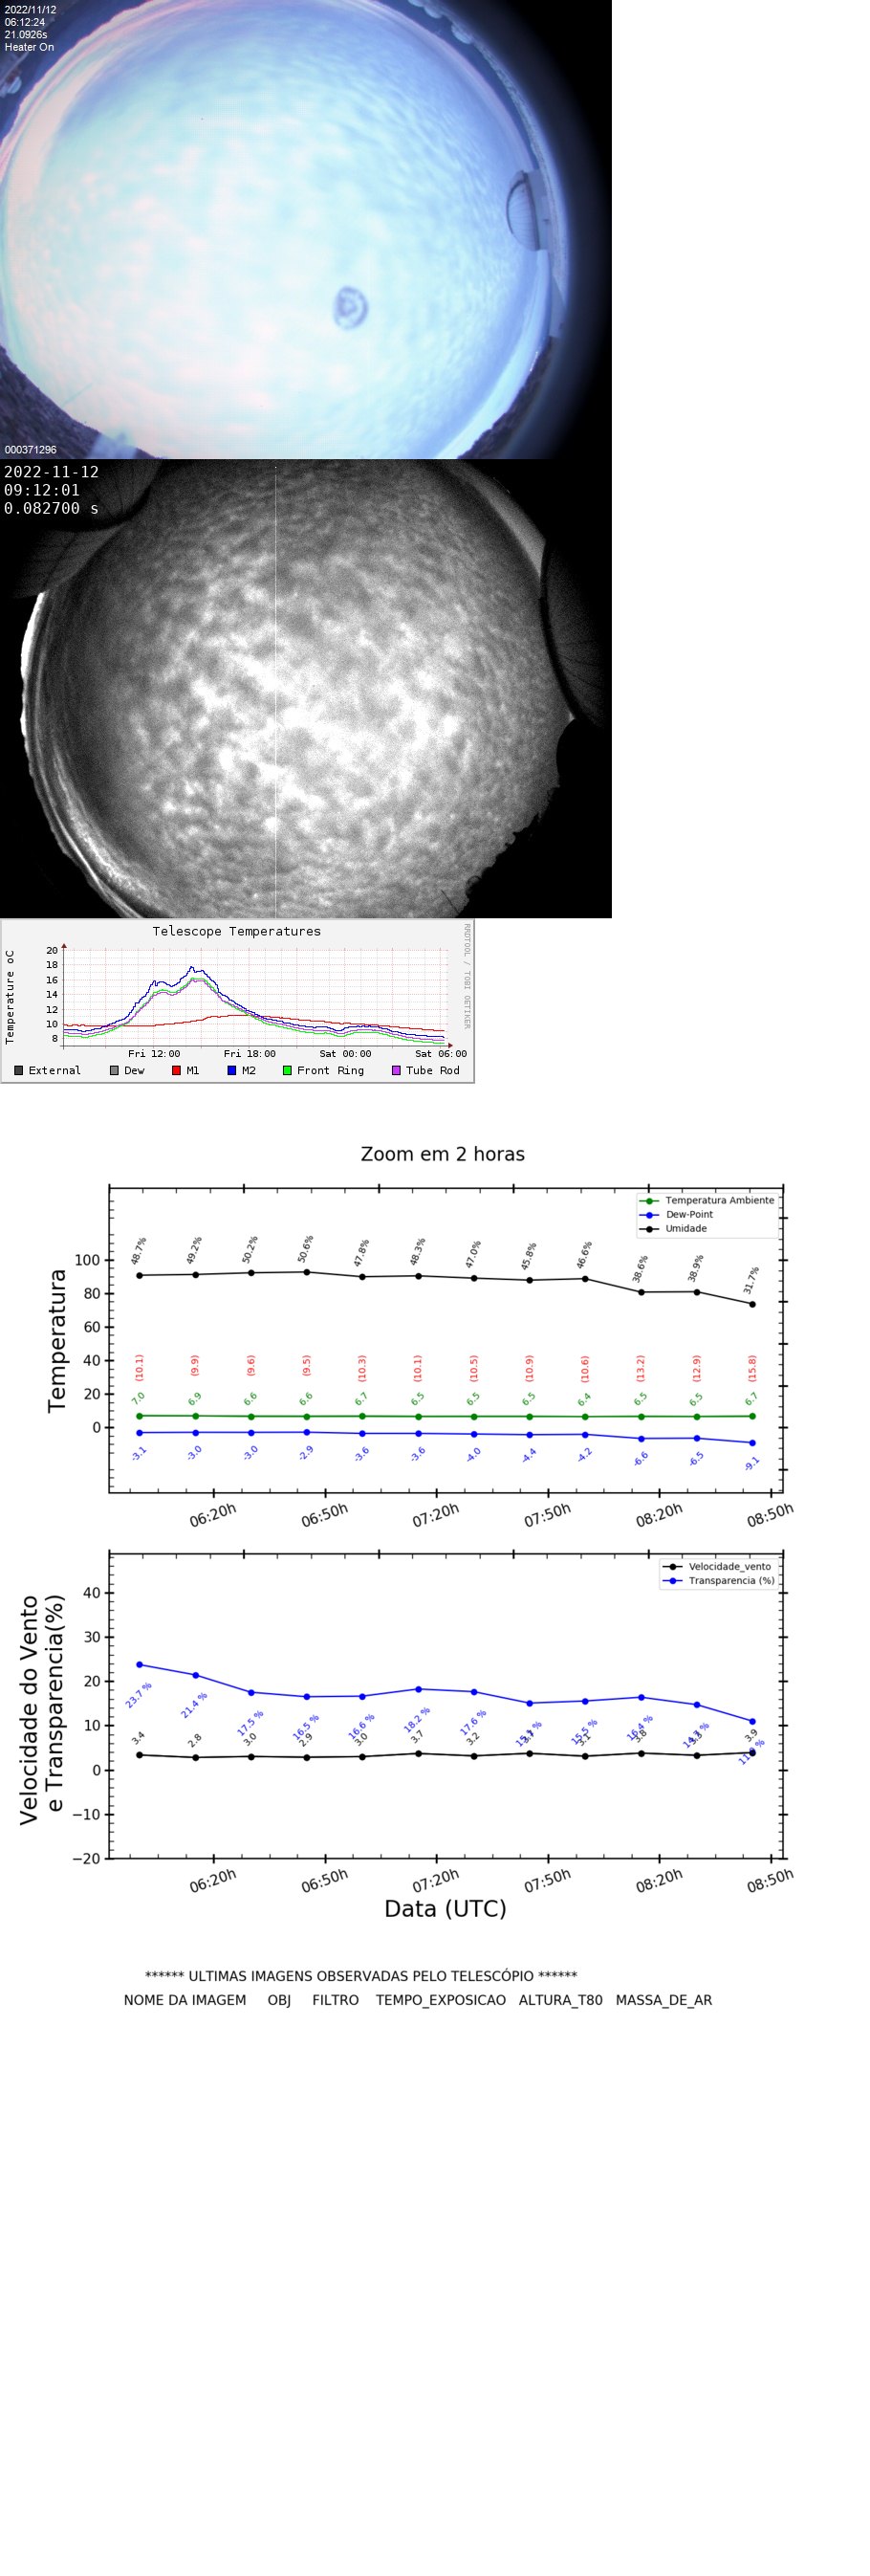 2022/11/12
06:12:24
21.0926s
Heater On
000371296
2022-11-12
09:12:01
0.082700 s
Telescope Temperatures
RRDTOOL / TOBI OETIKER
Temperature oC
20
18
16
14
12
10
8
Fri 12:00 Fri 18:00 Sat 00:00 Sat 06:00
External Dew M1 M2 Front Ring Tube Rod
Zoom em 2 horas
Temperatura Ambiente
Dew-Point
Umidade
Temperatura
100
80
60
40
20
0
48.7% 49.2% 50.2% 50.6% 47.8% 48.3% 47.0% 45.8% 46.6% 38.6% 38.9% 31.7%
(10.1) (9.9) (9.6) (9.5) (10.3) (10.1) (10.5) (10.9) (10.6) (13.2) (12.9) (15.8)
7.0 6.9 6.6 6.6 6.7 6.5 6.5 6.5 6.4 6.5 6.5 6.7
-3.1 -3.0 -3.0 -2.9 -3.6 -3.6 -4.0 -4.4 -4.2 -6.6 -6.5 -9.1
06:20h 06:50h 07:20h 07:50h 08:20h 08:50h
Velocidade_vento
Transparencia (%)
Velocidade do Vento
e Transparencia(%)
40
30
20
10
0
−10
−20
23.7 % 21.4 % 17.5 % 16.5 % 16.6 % 18.2 % 17.6 % 16.4 %
3.4 2.8 3.0 2.9 3.0 3.7 3.2 3.1 3.8 3.9
06:20h 06:50h 07:20h 07:50h 08:20h 08:50h
Data (UTC)
****** ULTIMAS IMAGENS OBSERVADAS PELO TELESCÓPIO ******
NOME DA IMAGEM OBJ FILTRO TEMPO_EXPOSICAO ALTURA_T80 MASSA_DE_AR